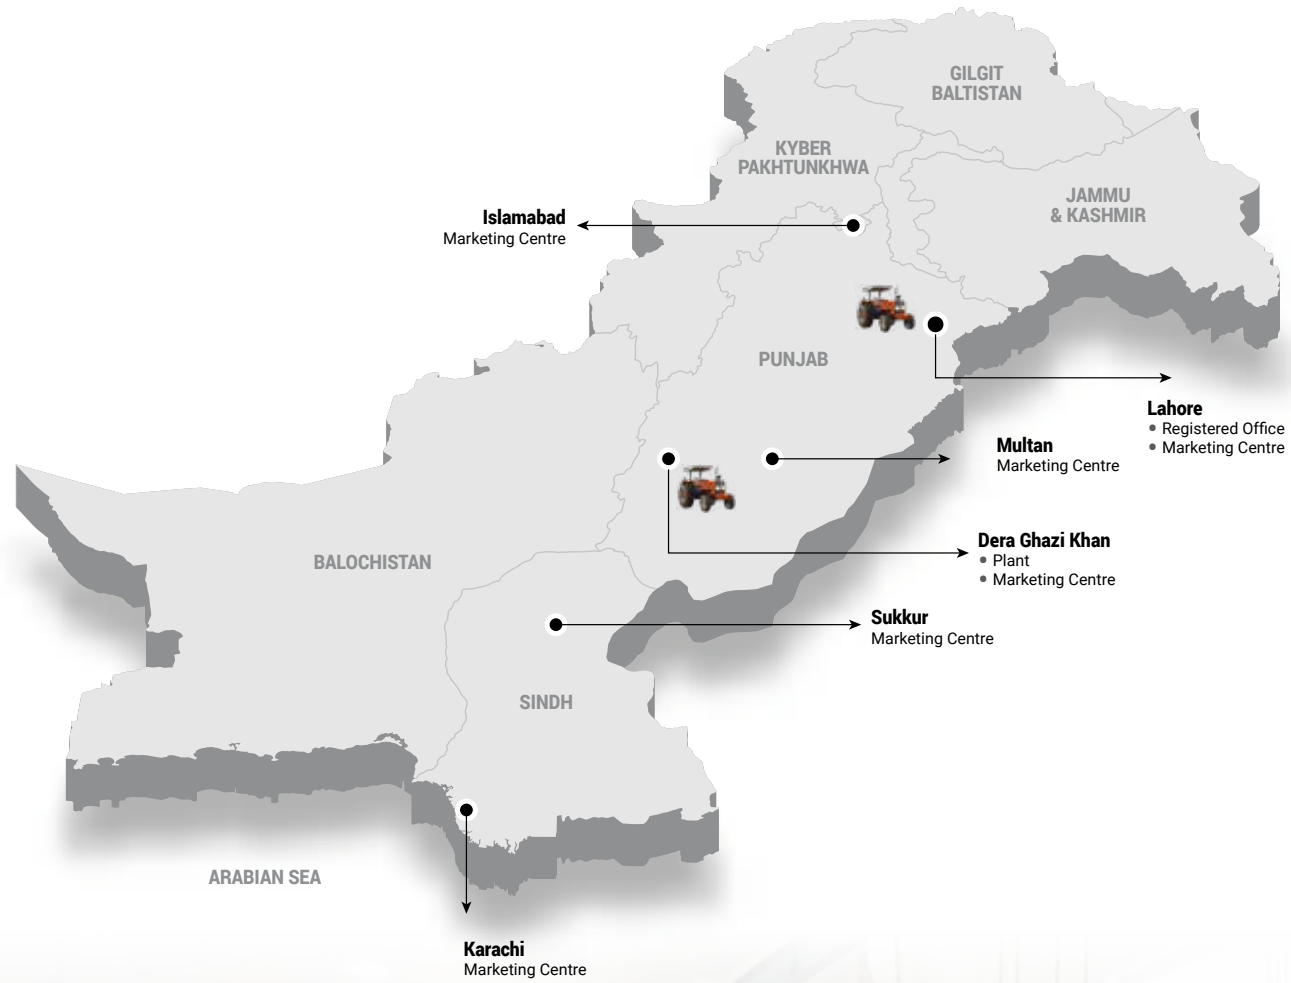 GILGIT
BALTISTAN
KYBER
PAKHTUNKHWA
JAMMU
& KASHMIR
Islamabad
Marketing Centre
PUNJAB
Lahore
• Registered Office
• Marketing Centre
Multan
Marketing Centre
Dera Ghazi Khan
• Plant
• Marketing Centre
BALOCHISTAN
Sukkur
Marketing Centre
SINDH
ARABIAN SEA
Karachi
Marketing Centre